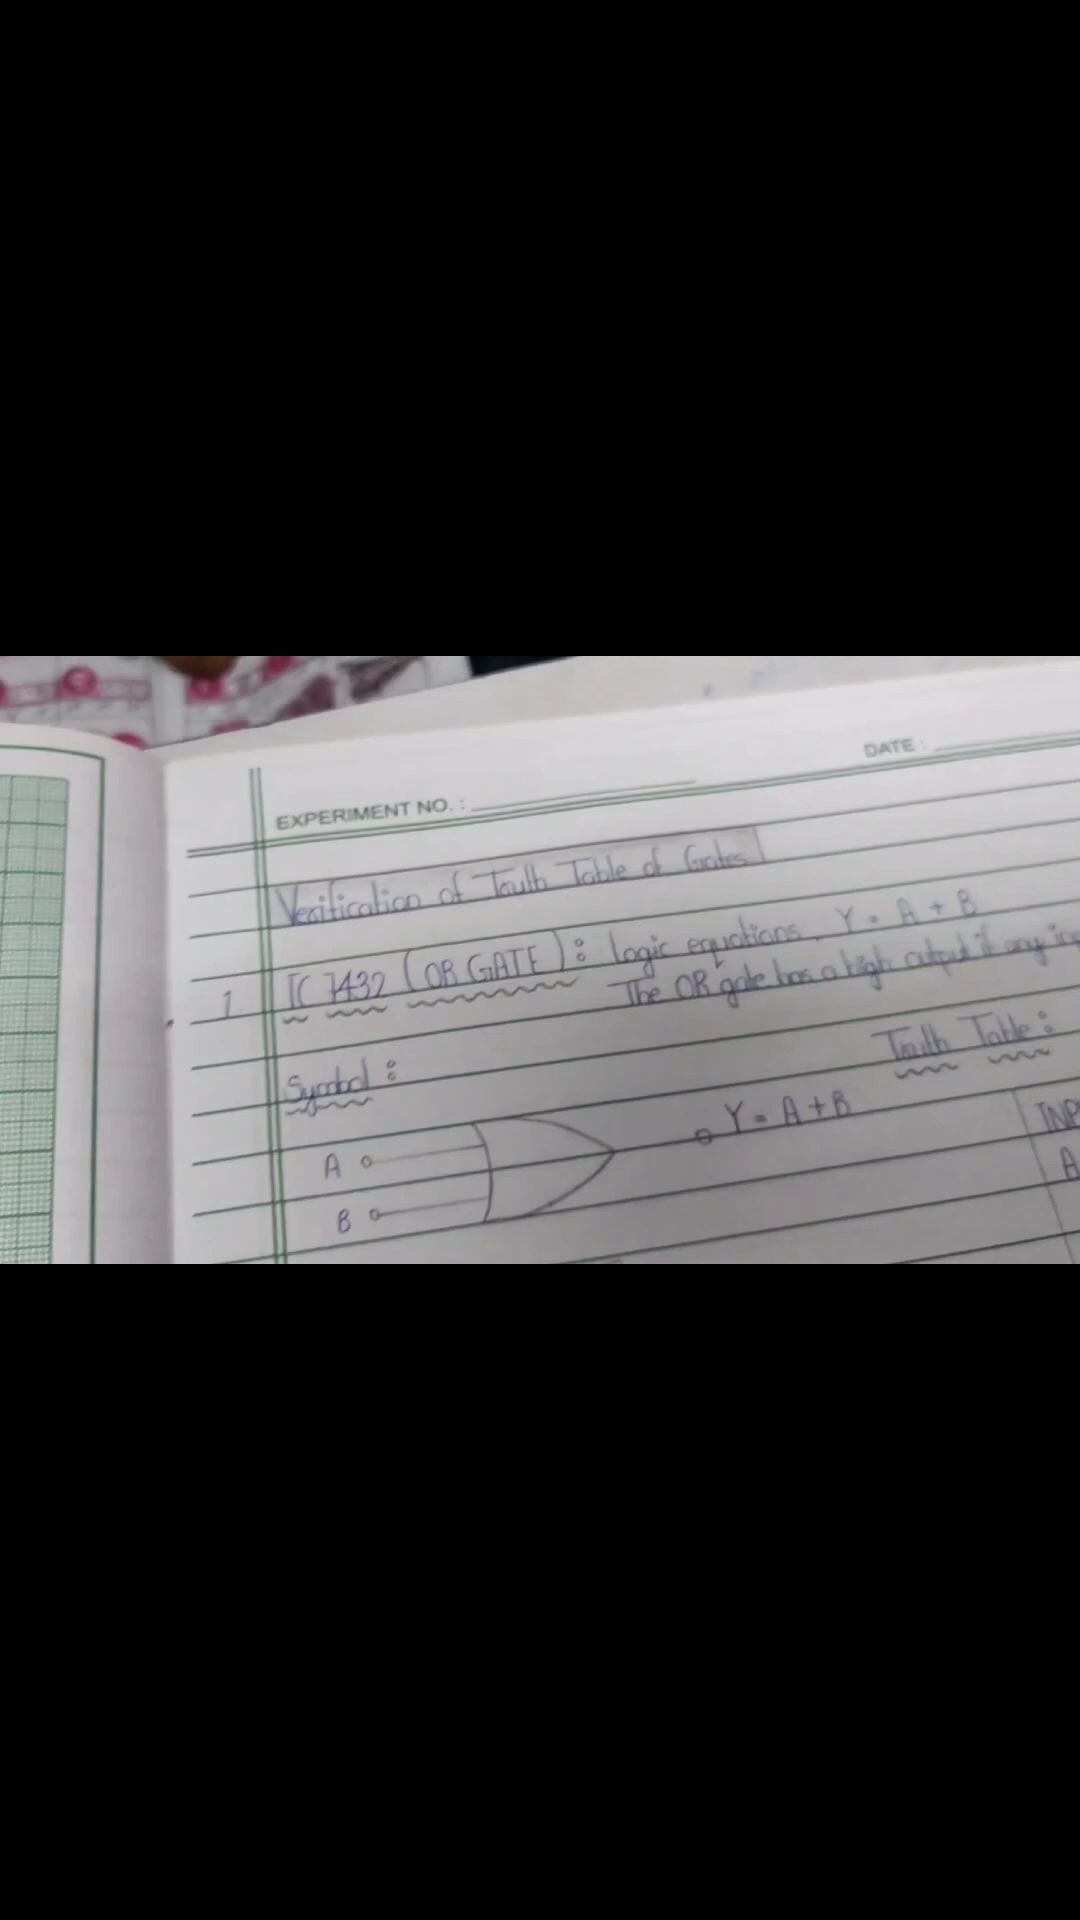 DATE :
EXPERIMENT NO. :
Verification of Truth Table of Gates
1. IC 7432 (OR GATE) : logic equations, Y = A + B
The OR gate has a high output if any
Symbol :
Truth Table :
A
Y = A + B
B
INP
A